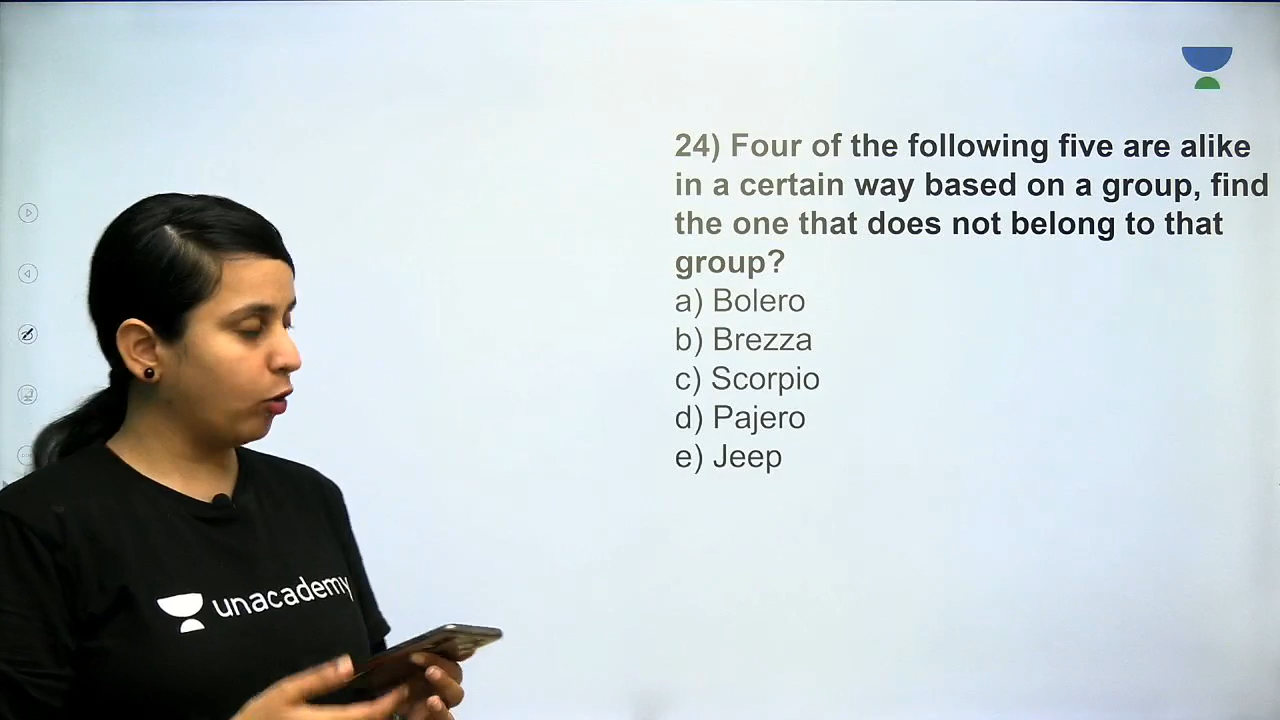 24) Four of the following five are alike
in a certain way based on a group, find
the one that does not belong to that
group?
a) Bolero
b) Brezza
c) Scorpio
d) Pajero
e) Jeep
unacademy